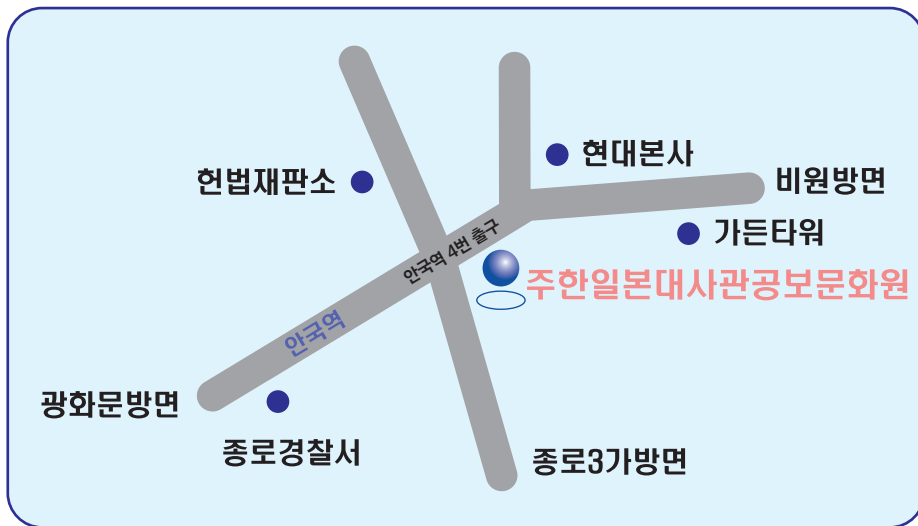 현대본사
헌법재판소
비원방면
가든타워
안국역 4번 출구
주한일본대사관공보문화원
안국역
광화문방면
종로경찰서
종로3가방면